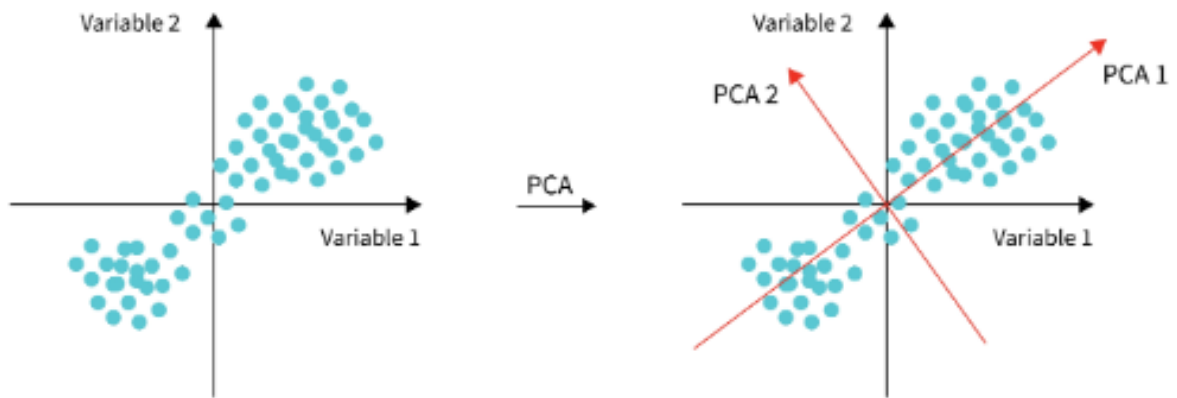 Variable 2
Variable 1
PCA
Variable 2
PCA 1
PCA 2
Variable 1